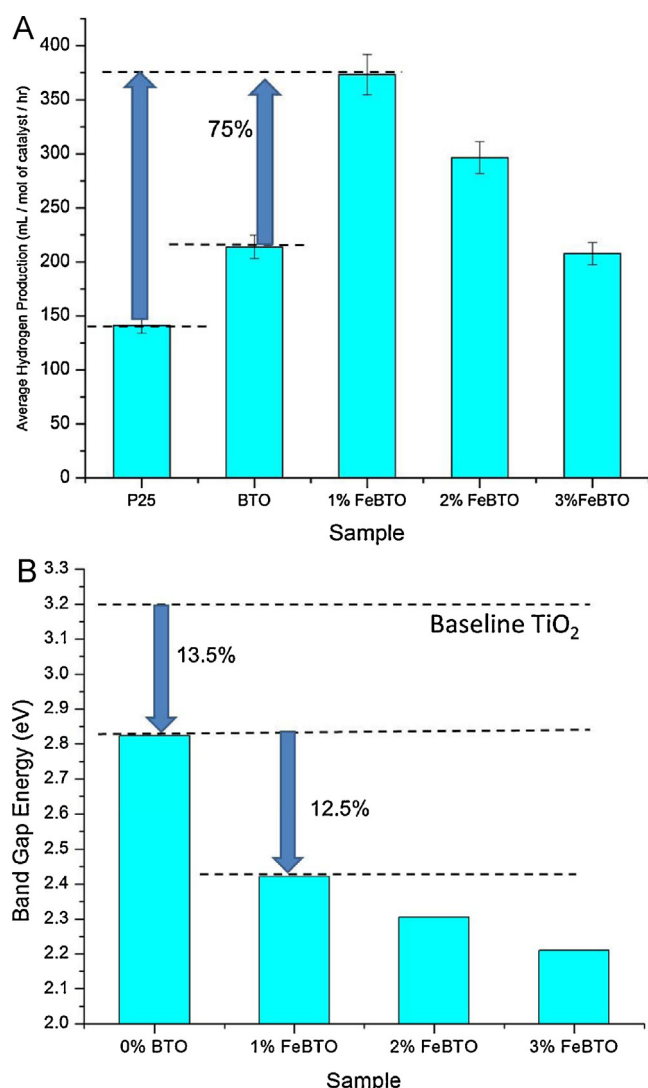 A
400
350
300
250
200
150
100
50
0
Average Hydrogen Production (mL / mol of catalyst / hr)
75%
P25
BTO
1% FeBTO
2% FeBTO
3%FeBTO
Sample
B
3.3
3.2
3.1
3.0
2.9
2.8
2.7
2.6
2.5
2.4
2.3
2.2
2.1
2.0
Band Gap Energy (eV)
Baseline TiO₂
13.5%
12.5%
0% BTO
1% FeBTO
2% FeBTO
3% FeBTO
Sample